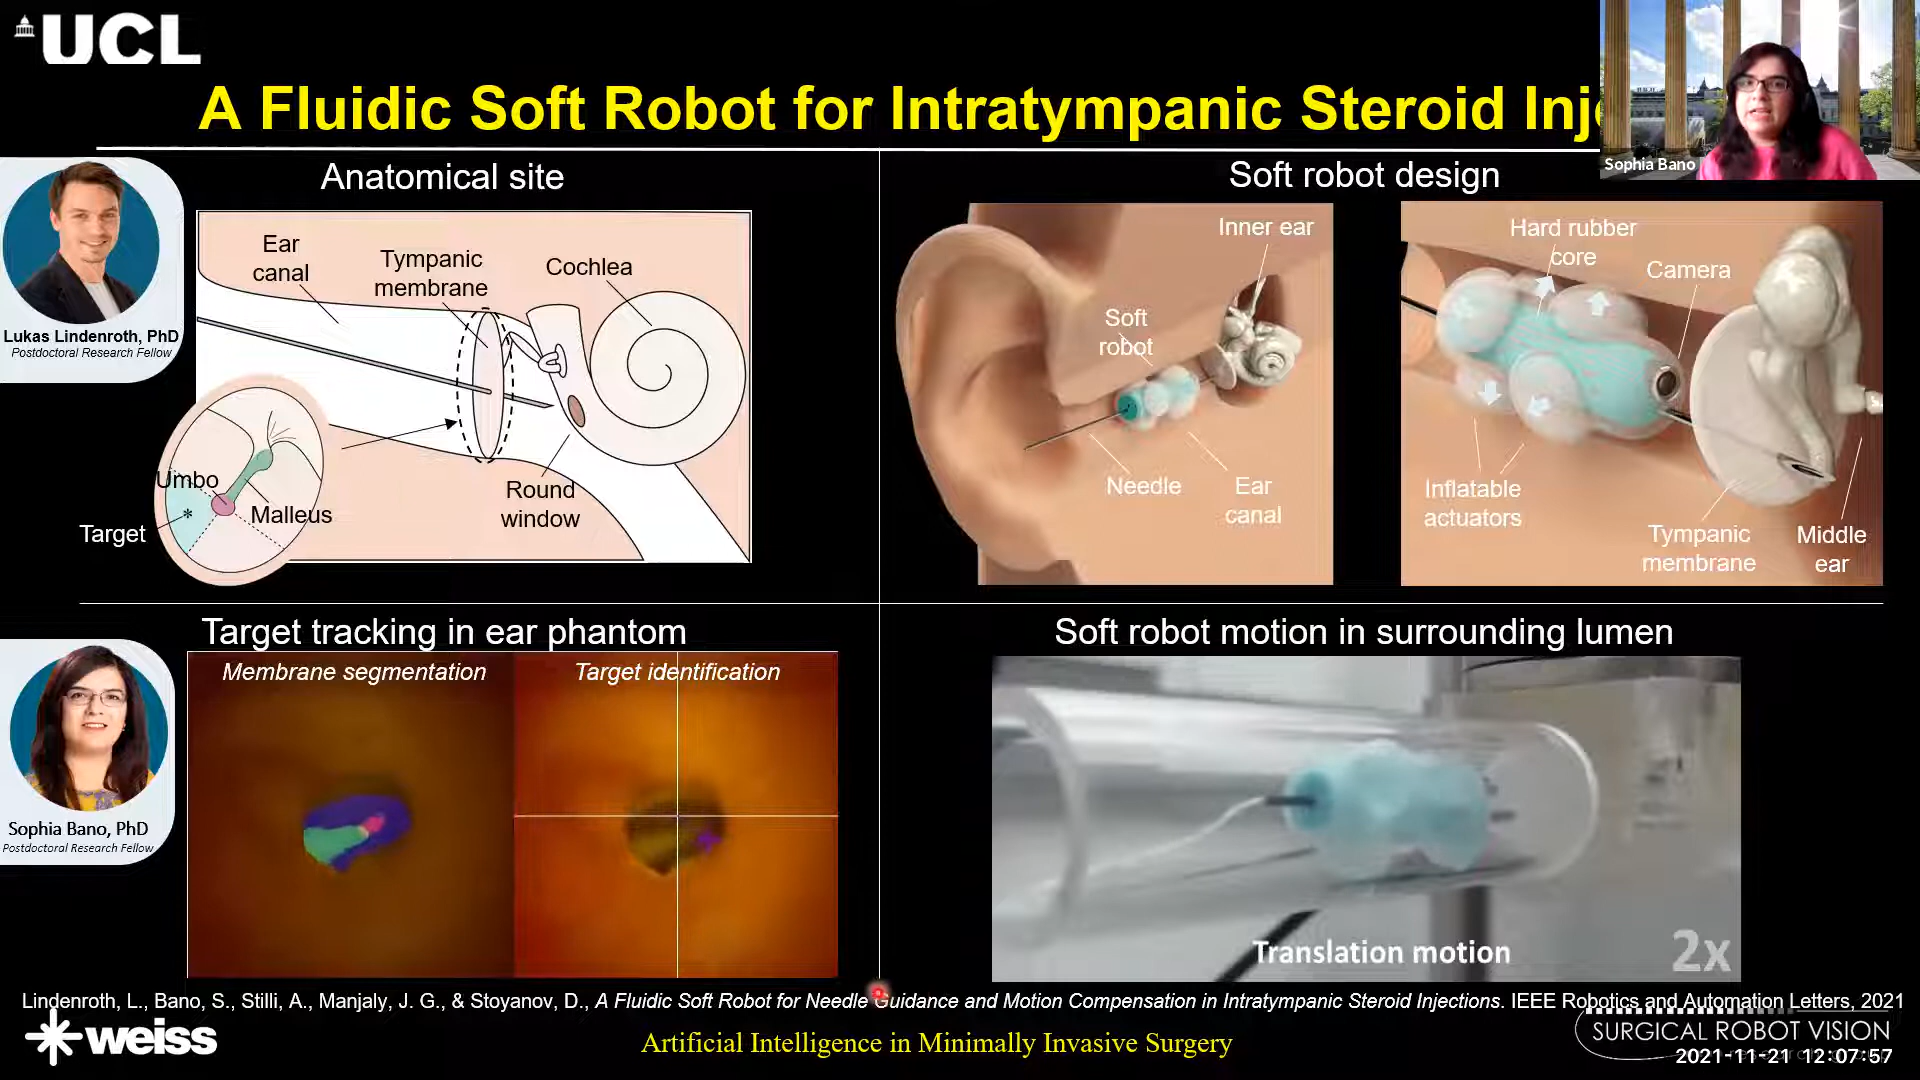 UCL
A Fluidic Soft Robot for Intratympanic Steroid Inje
Sophia Bano
Anatomical site
Ear
canal
Tympanic
membrane
Cochlea
Umbo
Malleus
Target
Round
window
Lukas Lindenroth, PhD
Postdoctoral Research Fellow
Soft robot design
Inner ear
Soft
robot
Needle
Ear
canal
Hard rubber
core
Camera
Inflatable
actuators
Tympanic
membrane
Middle
ear
Target tracking in ear phantom
Membrane segmentation
Target identification
Sophia Bano, PhD
Postdoctoral Research Fellow
Soft robot motion in surrounding lumen
Translation motion
2x
Lindenroth, L., Bano, S., Stilli, A., Manjaly, J. G., & Stoyanov, D., A Fluidic Soft Robot for Needle Guidance and Motion Compensation in Intratympanic Steroid Injections. IEEE Robotics and Automation Letters, 2021
weiss
Artificial Intelligence in Minimally Invasive Surgery
SURGICAL ROBOT VISION
2021-11-21 12:07:57